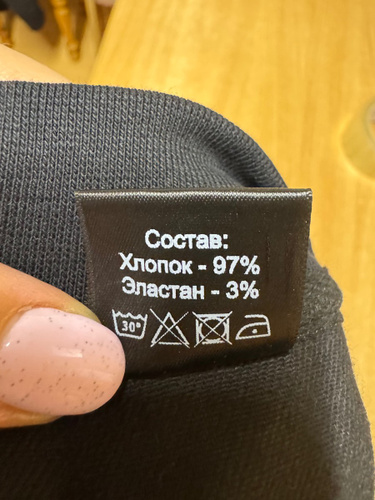 Состав:
Хлопок - 97%
Эластан - 3%
30°